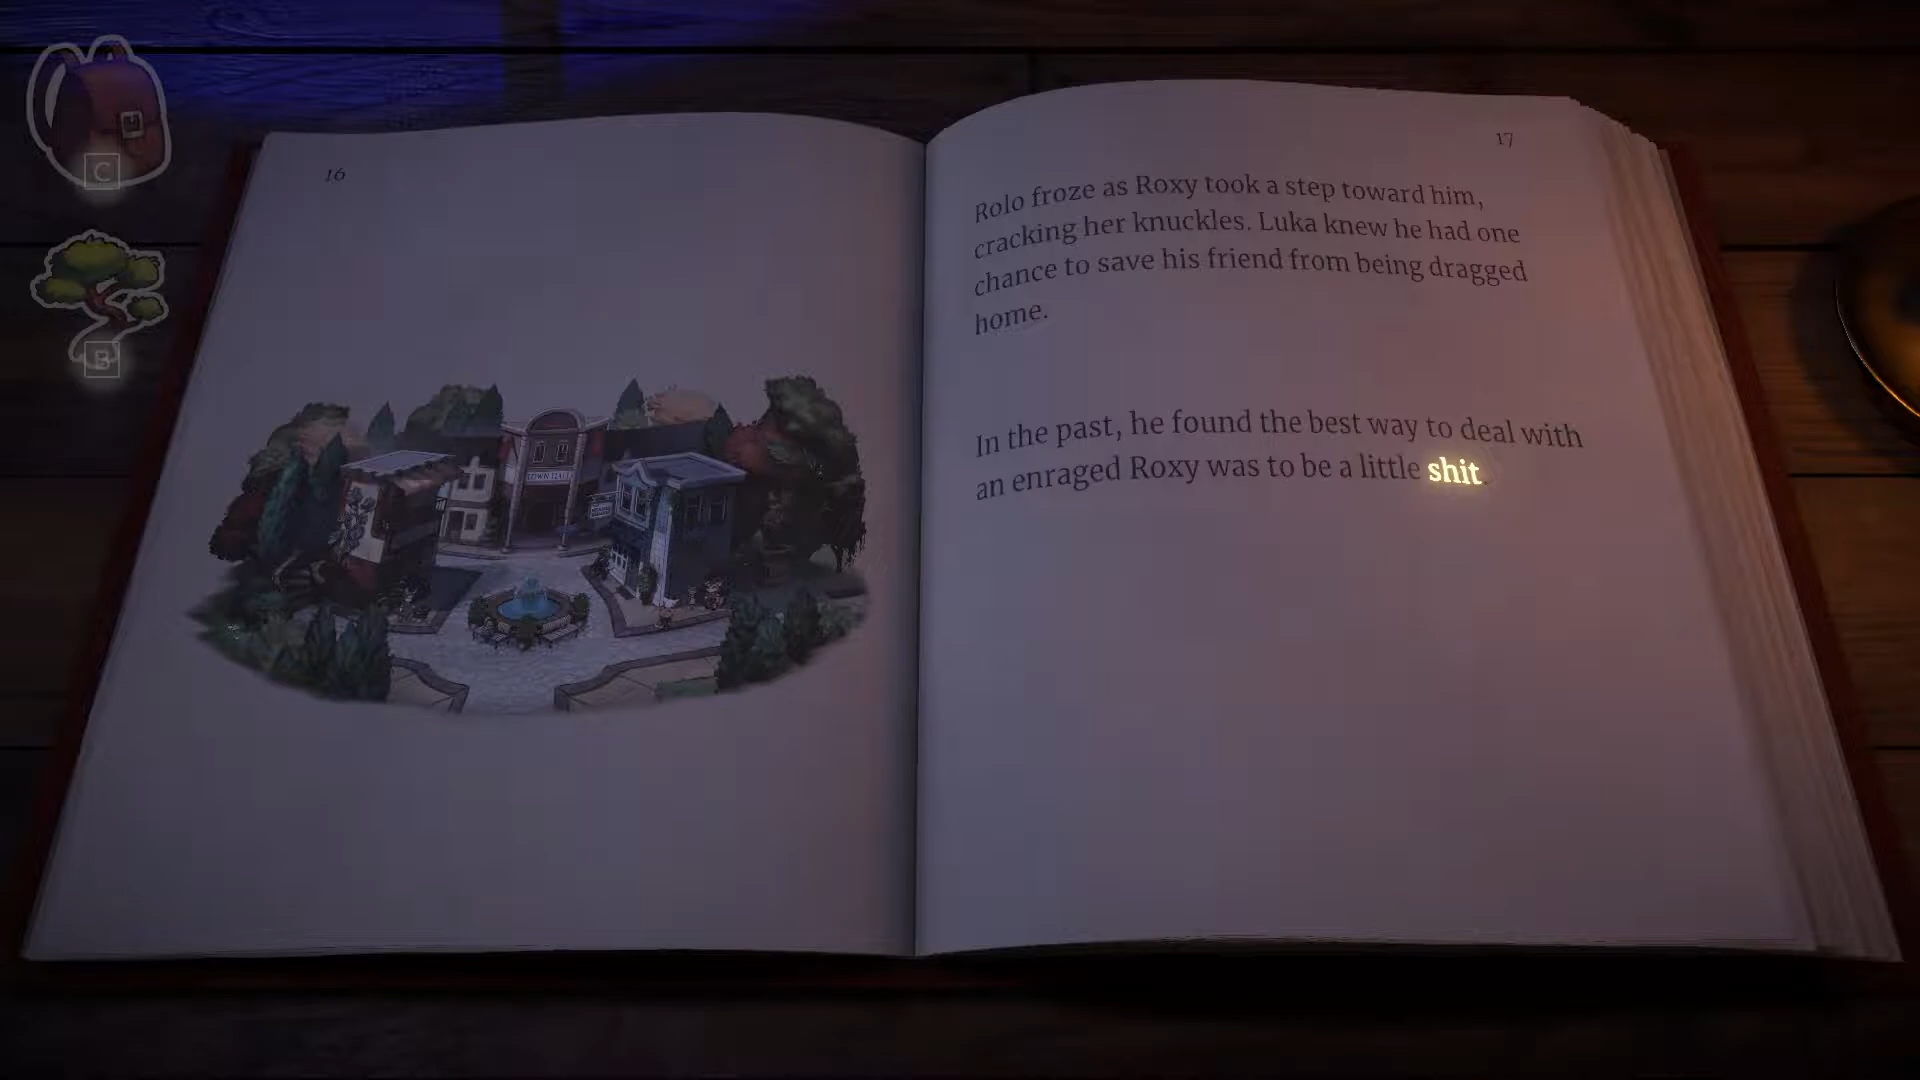 C
B
16
TOWN HALL
17
Rolo froze as Roxy took a step toward him,
cracking her knuckles. Luka knew he had one
chance to save his friend from being dragged
home.
In the past, he found the best way to deal with
an enraged Roxy was to be a little shit.